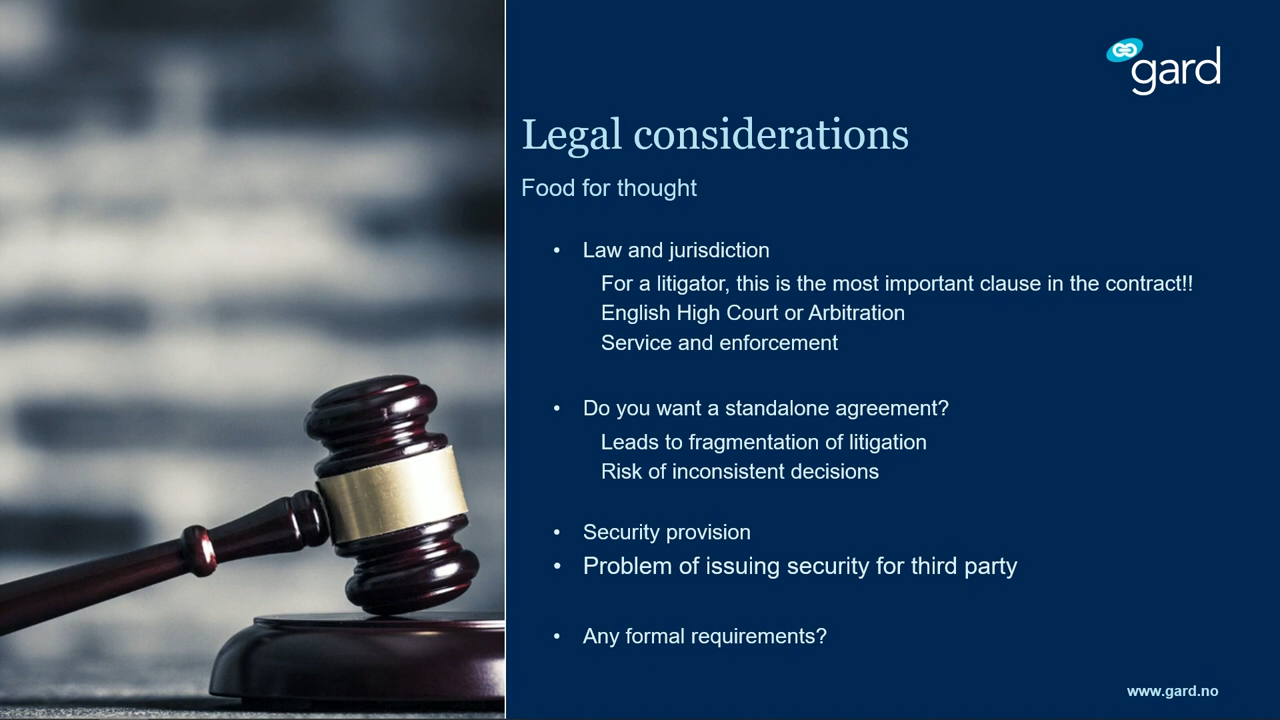 gard
Legal considerations
Food for thought
• Law and jurisdiction
For a litigator, this is the most important clause in the contract!!
English High Court or Arbitration
Service and enforcement
• Do you want a standalone agreement?
Leads to fragmentation of litigation
Risk of inconsistent decisions
• Security provision
• Problem of issuing security for third party
• Any formal requirements?
www.gard.no